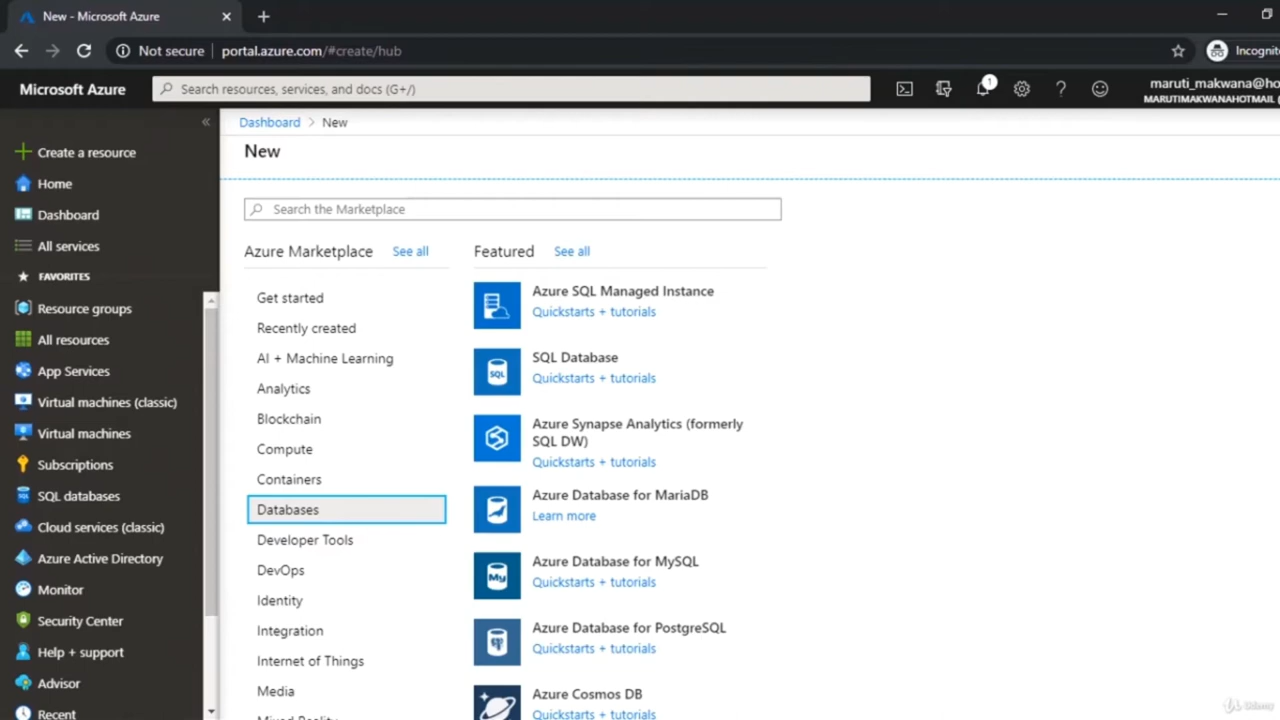 New - Microsoft Azure
Not secure
portal.azure.com/#create/hub
Incognito
Microsoft Azure
Search resources, services, and docs (G+/)
1
maruti_makwana@ho
MARUTIMAKWANAHOTMAIL (
Dashboard > New
New
Create a resource
Home
Dashboard
All services
FAVORITES
Resource groups
All resources
App Services
Virtual machines (classic)
Virtual machines
Subscriptions
SQL databases
Cloud services (classic)
Azure Active Directory
Monitor
Security Center
Help + support
Advisor
Recent
Search the Marketplace
Azure Marketplace
See all
Get started
Recently created
AI + Machine Learning
Analytics
Blockchain
Compute
Containers
Databases
Developer Tools
DevOps
Identity
Integration
Internet of Things
Media
Mixed Reality
Featured
See all
Azure SQL Managed Instance
Quickstarts + tutorials
SQL
SQL Database
Quickstarts + tutorials
Azure Synapse Analytics (formerly
SQL DW)
Quickstarts + tutorials
Azure Database for MariaDB
Learn more
My
Azure Database for MySQL
Quickstarts + tutorials
Azure Database for PostgreSQL
Quickstarts + tutorials
Azure Cosmos DB
Quickstarts + tutorials
Udemy